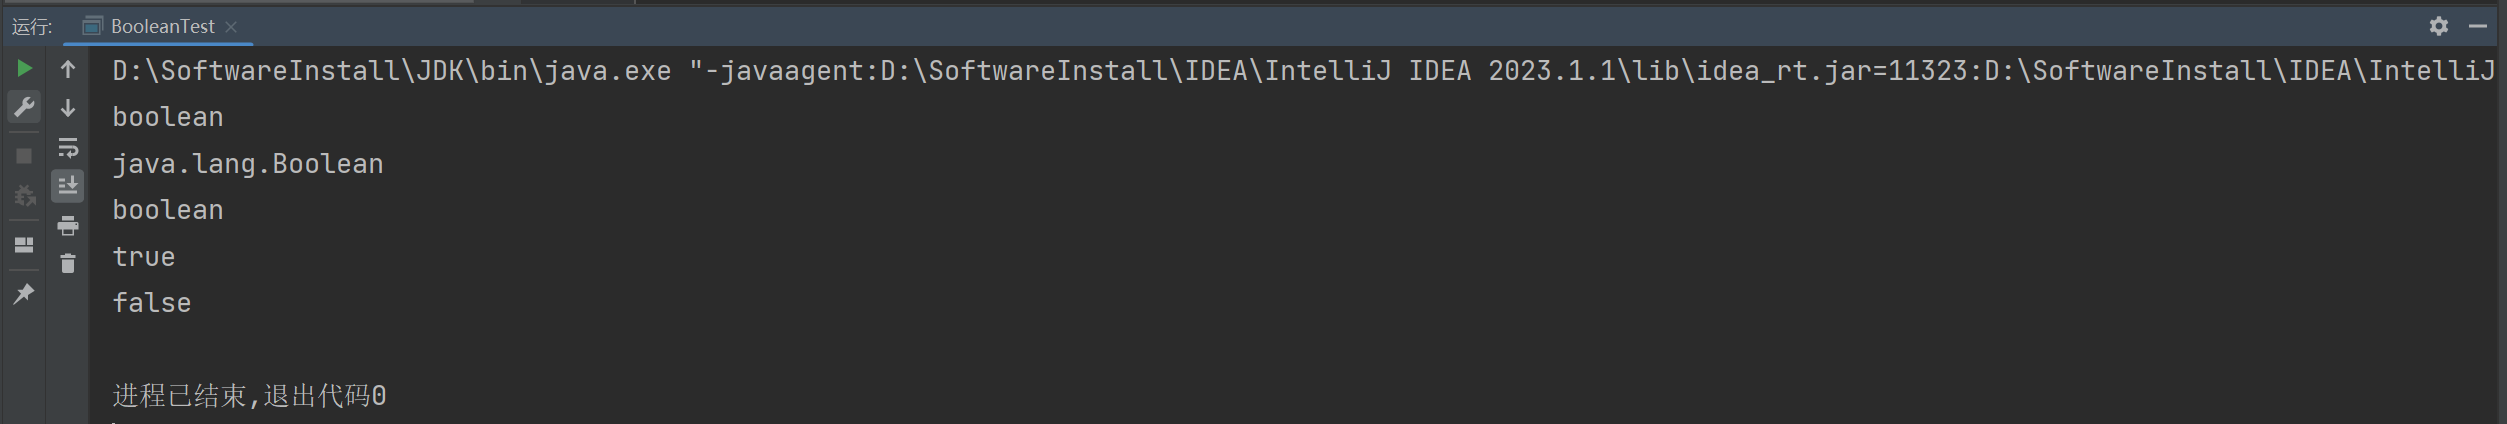 运行: BooleanTest
D:\SoftwareInstall\JDK\bin\java.exe "-javaagent:D:\SoftwareInstall\IDEA\IntelliJ IDEA 2023.1.1\lib\idea_rt.jar=11323:D:\SoftwareInstall\IDEA\IntelliJ
boolean
java.lang.Boolean
boolean
true
false
进程已结束,退出代码0